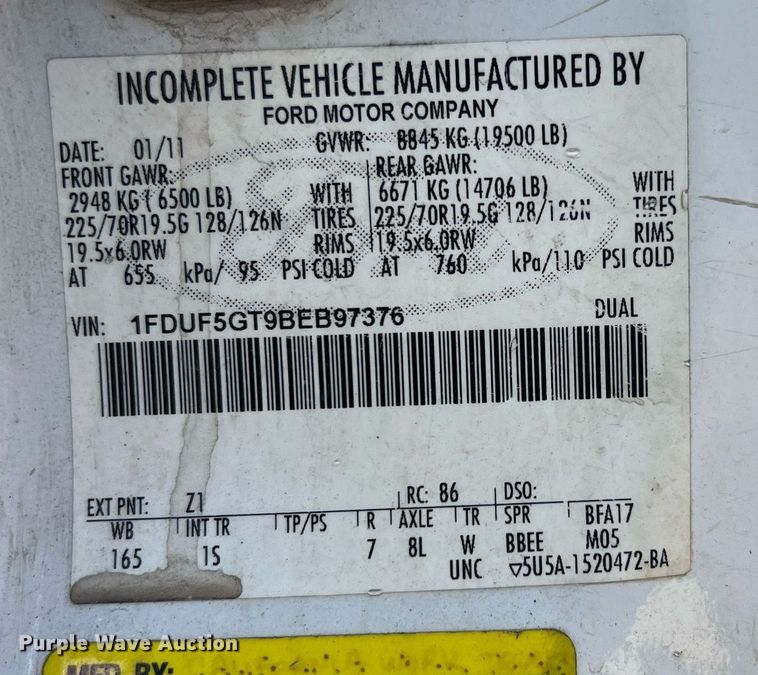 INCOMPLETE VEHICLE MANUFACTURED BY
FORD MOTOR COMPANY
DATE: 01/11 GVWR: 8845 KG (19500 LB)
FRONT GAWR: REAR GAWR:
2948 KG ( 6500 LB) WITH 6671 KG (14706 LB) WITH
225/70R19.5G 128/126N TIRES 225/70R19.5G 128/126N TIRES
19.5x6.0RW RIMS 19.5x6.0RW RIMS
AT 655 kPa/ 95 PSI COLD AT 760 kPa/110 PSI COLD
VIN: 1FDUF5GT9BEB97376 DUAL
EXT PNT: Z1 RC: 86 DSO:
WB INT TR TP/PS R AXLE TR SPR BFA17
165 1S 7 8L W BBEE M05
UNC ▽5U5A-1520472-BA
Purple Wave Auction
MFD BY: